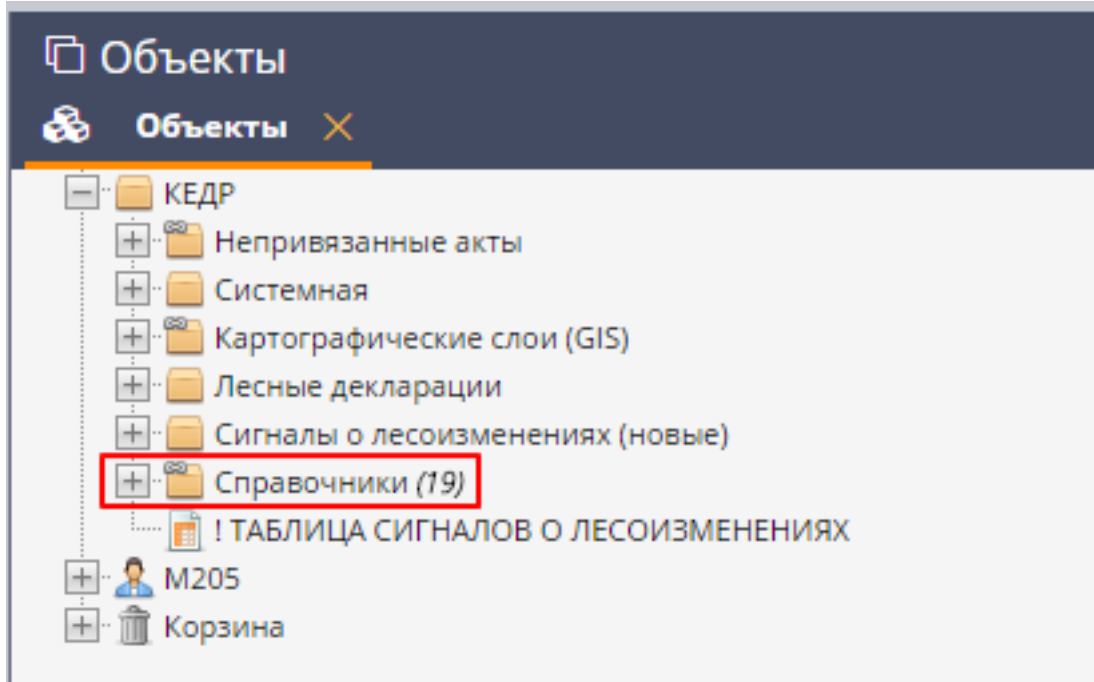 Объекты
Объекты
КЕДР
Непривязанные акты
Системная
Картографические слои (GIS)
Лесные декларации
Сигналы о лесоизменениях (новые)
Справочники (19)
! ТАБЛИЦА СИГНАЛОВ О ЛЕСОИЗМЕНЕНИЯХ
М205
Корзина